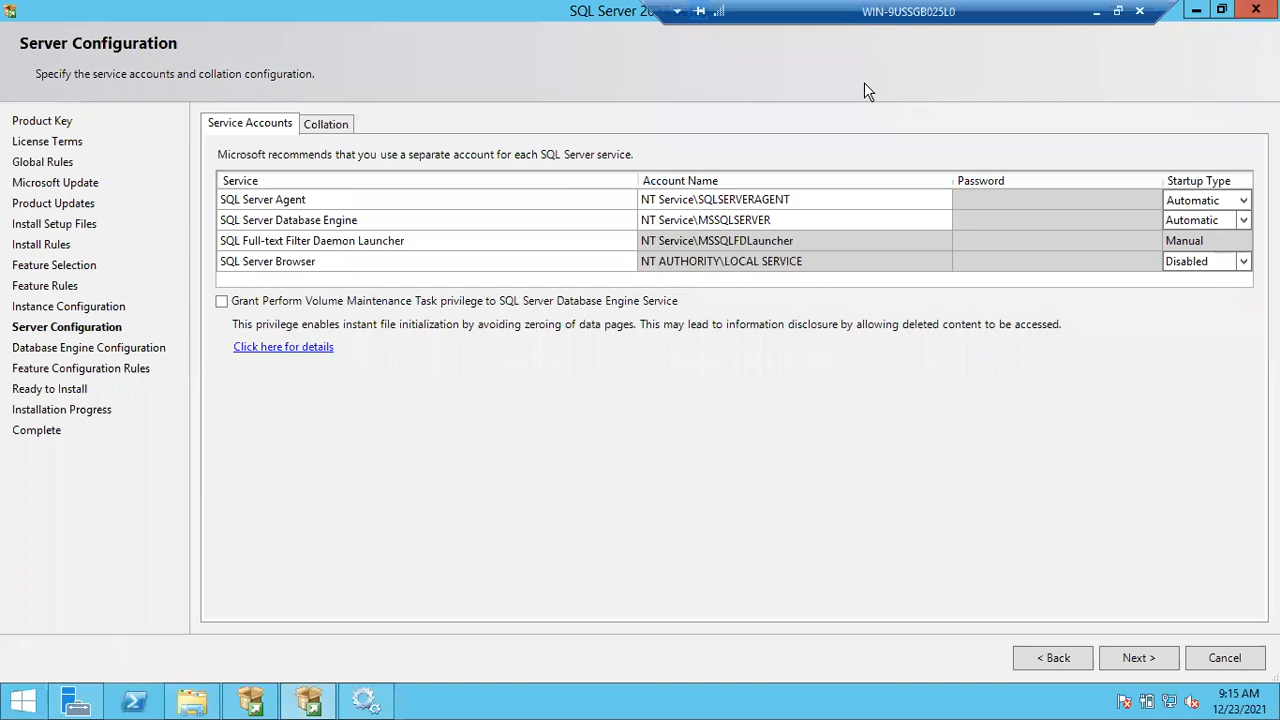 SQL Server 20
WIN-9USSGB025L0
Server Configuration
Specify the service accounts and collation configuration.
Product Key
License Terms
Global Rules
Microsoft Update
Product Updates
Install Setup Files
Install Rules
Feature Selection
Feature Rules
Instance Configuration
Server Configuration
Database Engine Configuration
Feature Configuration Rules
Ready to Install
Installation Progress
Complete
Service Accounts Collation
Microsoft recommends that you use a separate account for each SQL Server service.
Service Account Name Password Startup Type
SQL Server Agent NT Service\SQLSERVERAGENT Automatic
SQL Server Database Engine NT Service\MSSQLSERVER Automatic
SQL Full-text Filter Daemon Launcher NT Service\MSSQLFDLauncher Manual
SQL Server Browser NT AUTHORITY\LOCAL SERVICE Disabled
Grant Perform Volume Maintenance Task privilege to SQL Server Database Engine Service
This privilege enables instant file initialization by avoiding zeroing of data pages. This may lead to information disclosure by allowing deleted content to be accessed.
Click here for details
< Back Next > Cancel
9:15 AM
12/23/2021